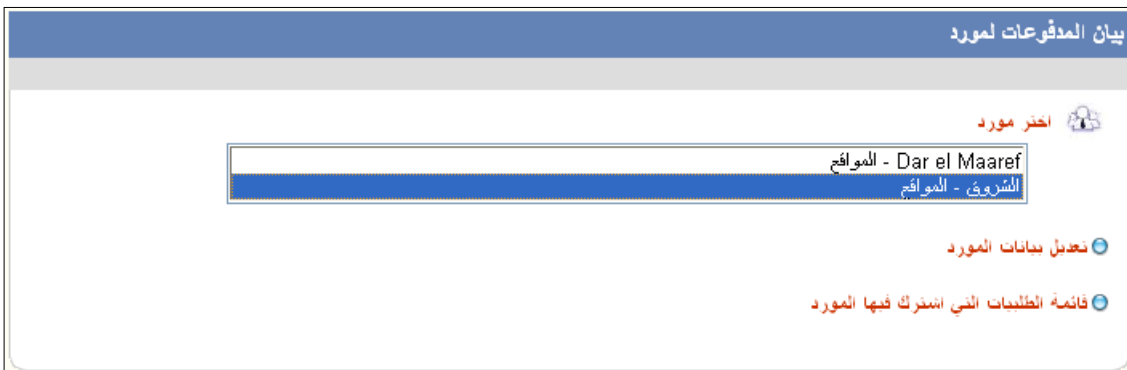 بيان المدفوعات لمورد
اختر مورد
Dar el Maaref - المواقع
الشروق - المواقع
تعديل بيانات المورد
قائمة الطلبيات التي اشترك فيها المورد